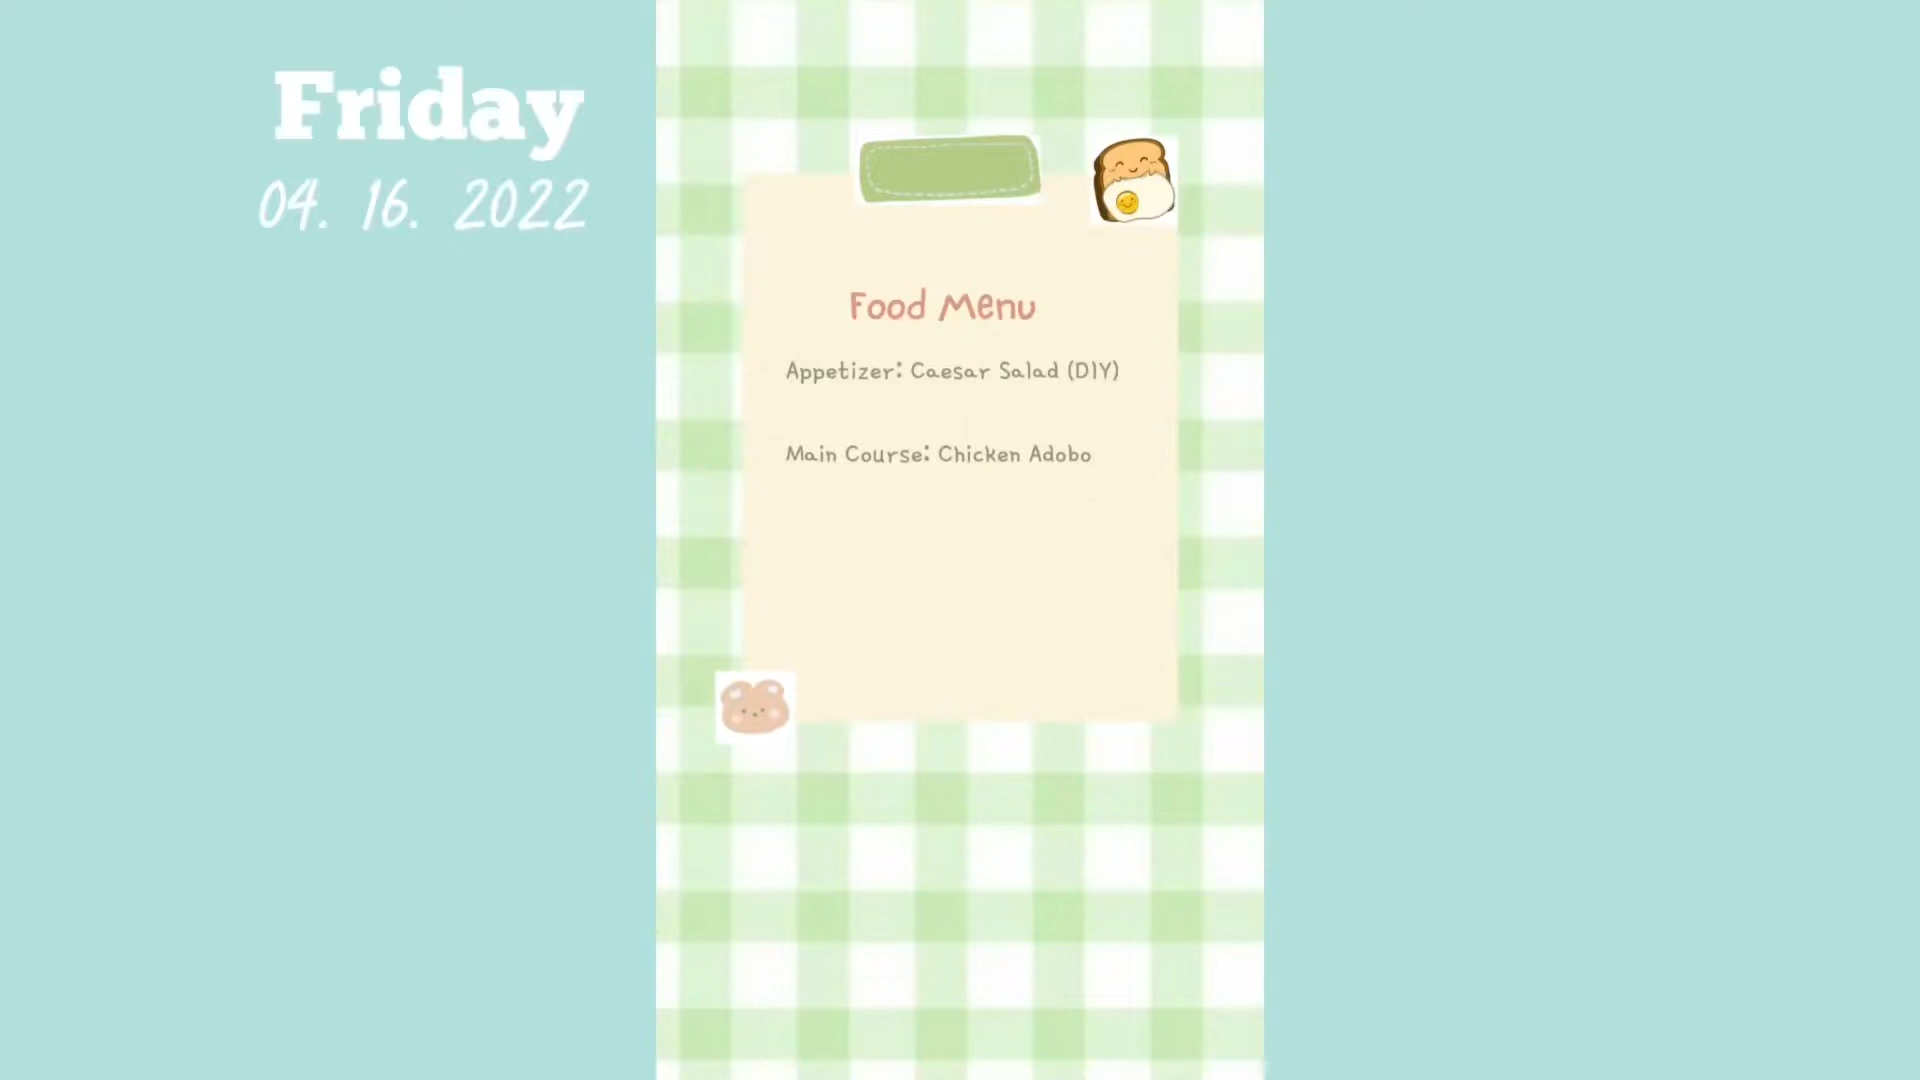 Friday
04. 16. 2022
Food Menu
Appetizer: Caesar Salad (DIY)
Main Course: Chicken Adobo